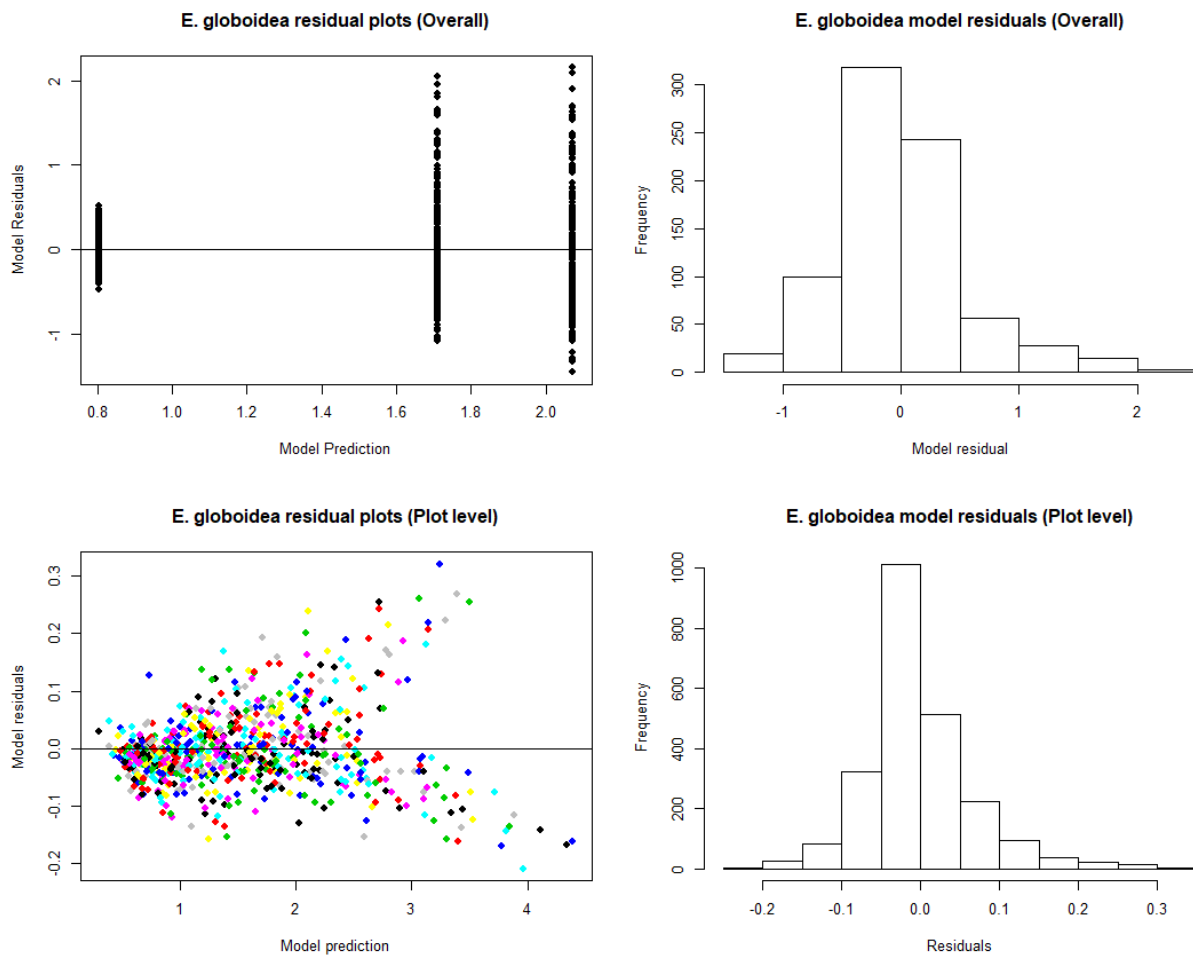 E. globoidea residual plots (Overall)
Model Residuals
2
1
0
-1
0.8 1.0 1.2 1.4 1.6 1.8 2.0
Model Prediction
E. globoidea model residuals (Overall)
Frequency
300
250
200
150
100
50
0
-1 0 1 2
Model residual
E. globoidea residual plots (Plot level)
Model residuals
0.3
0.2
0.1
0.0
-0.1
-0.2
1 2 3 4
Model prediction
E. globoidea model residuals (Plot level)
Frequency
1000
800
600
400
200
0
-0.2 -0.1 0.0 0.1 0.2 0.3
Residuals